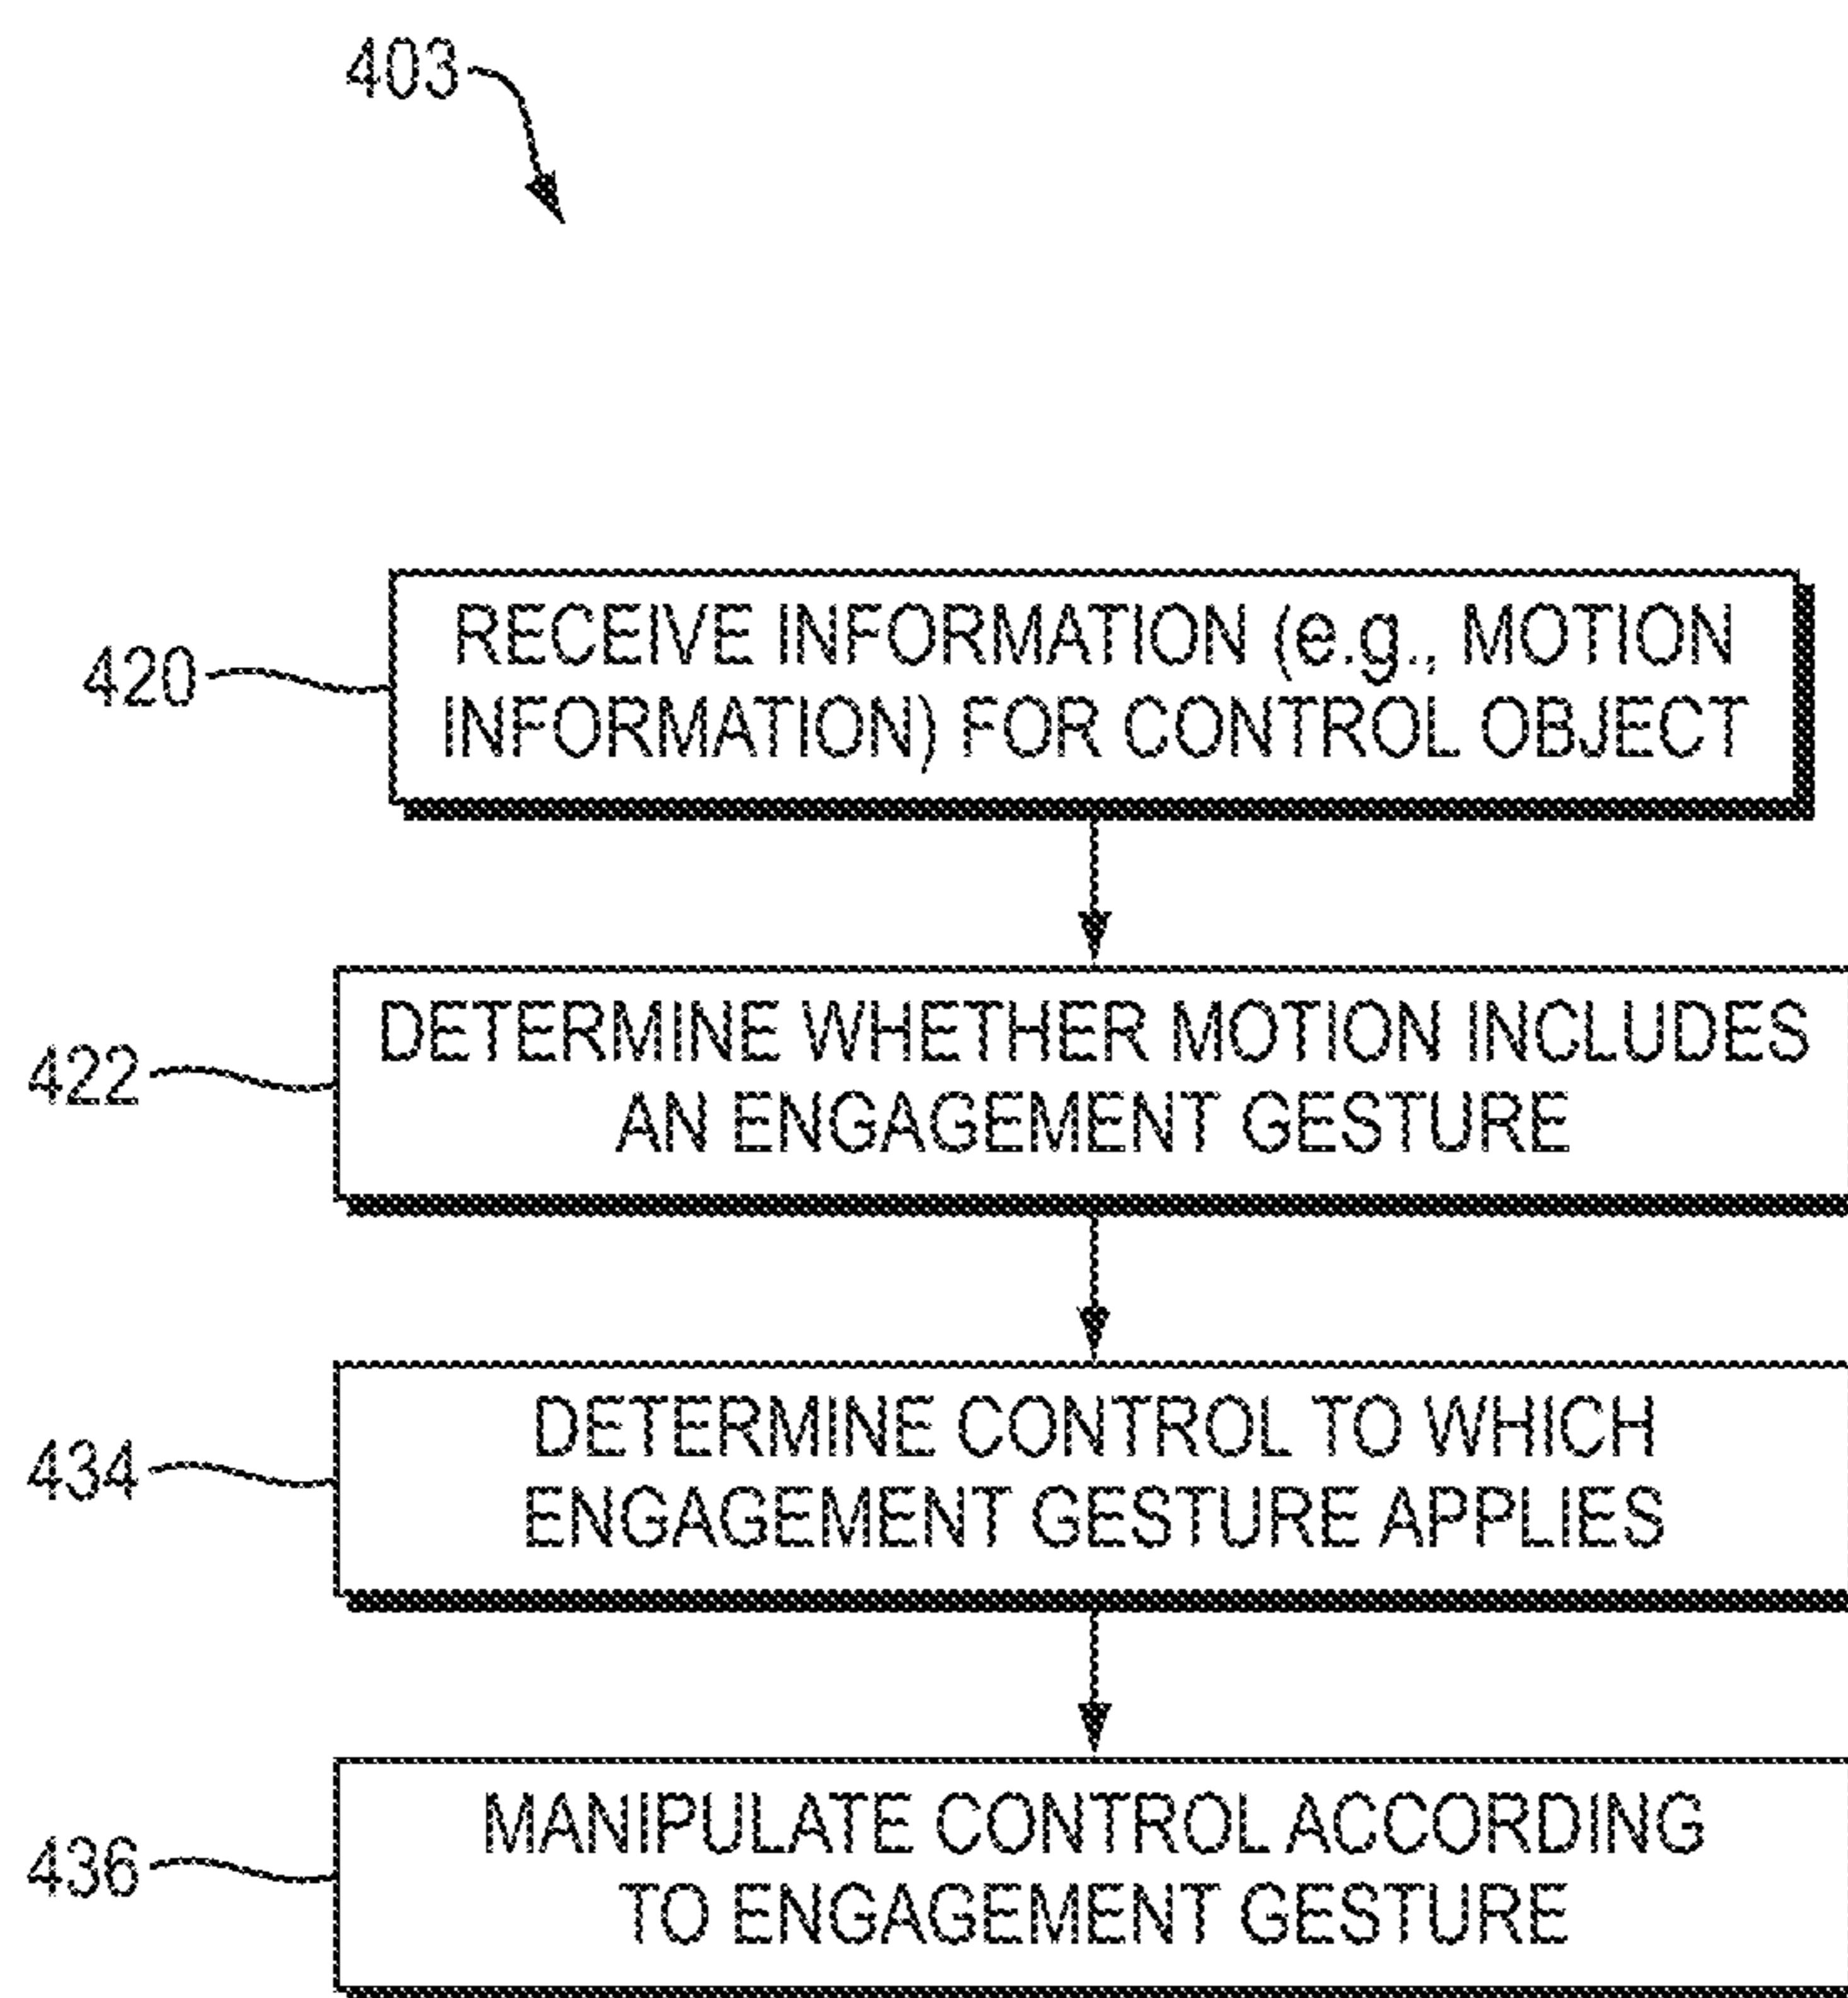 403
420
RECEIVE INFORMATION (e.g., MOTION
INFORMATION) FOR CONTROL OBJECT
422
DETERMINE WHETHER MOTION INCLUDES
AN ENGAGEMENT GESTURE
434
DETERMINE CONTROL TO WHICH
ENGAGEMENT GESTURE APPLIES
436
MANIPULATE CONTROL ACCORDING
TO ENGAGEMENT GESTURE